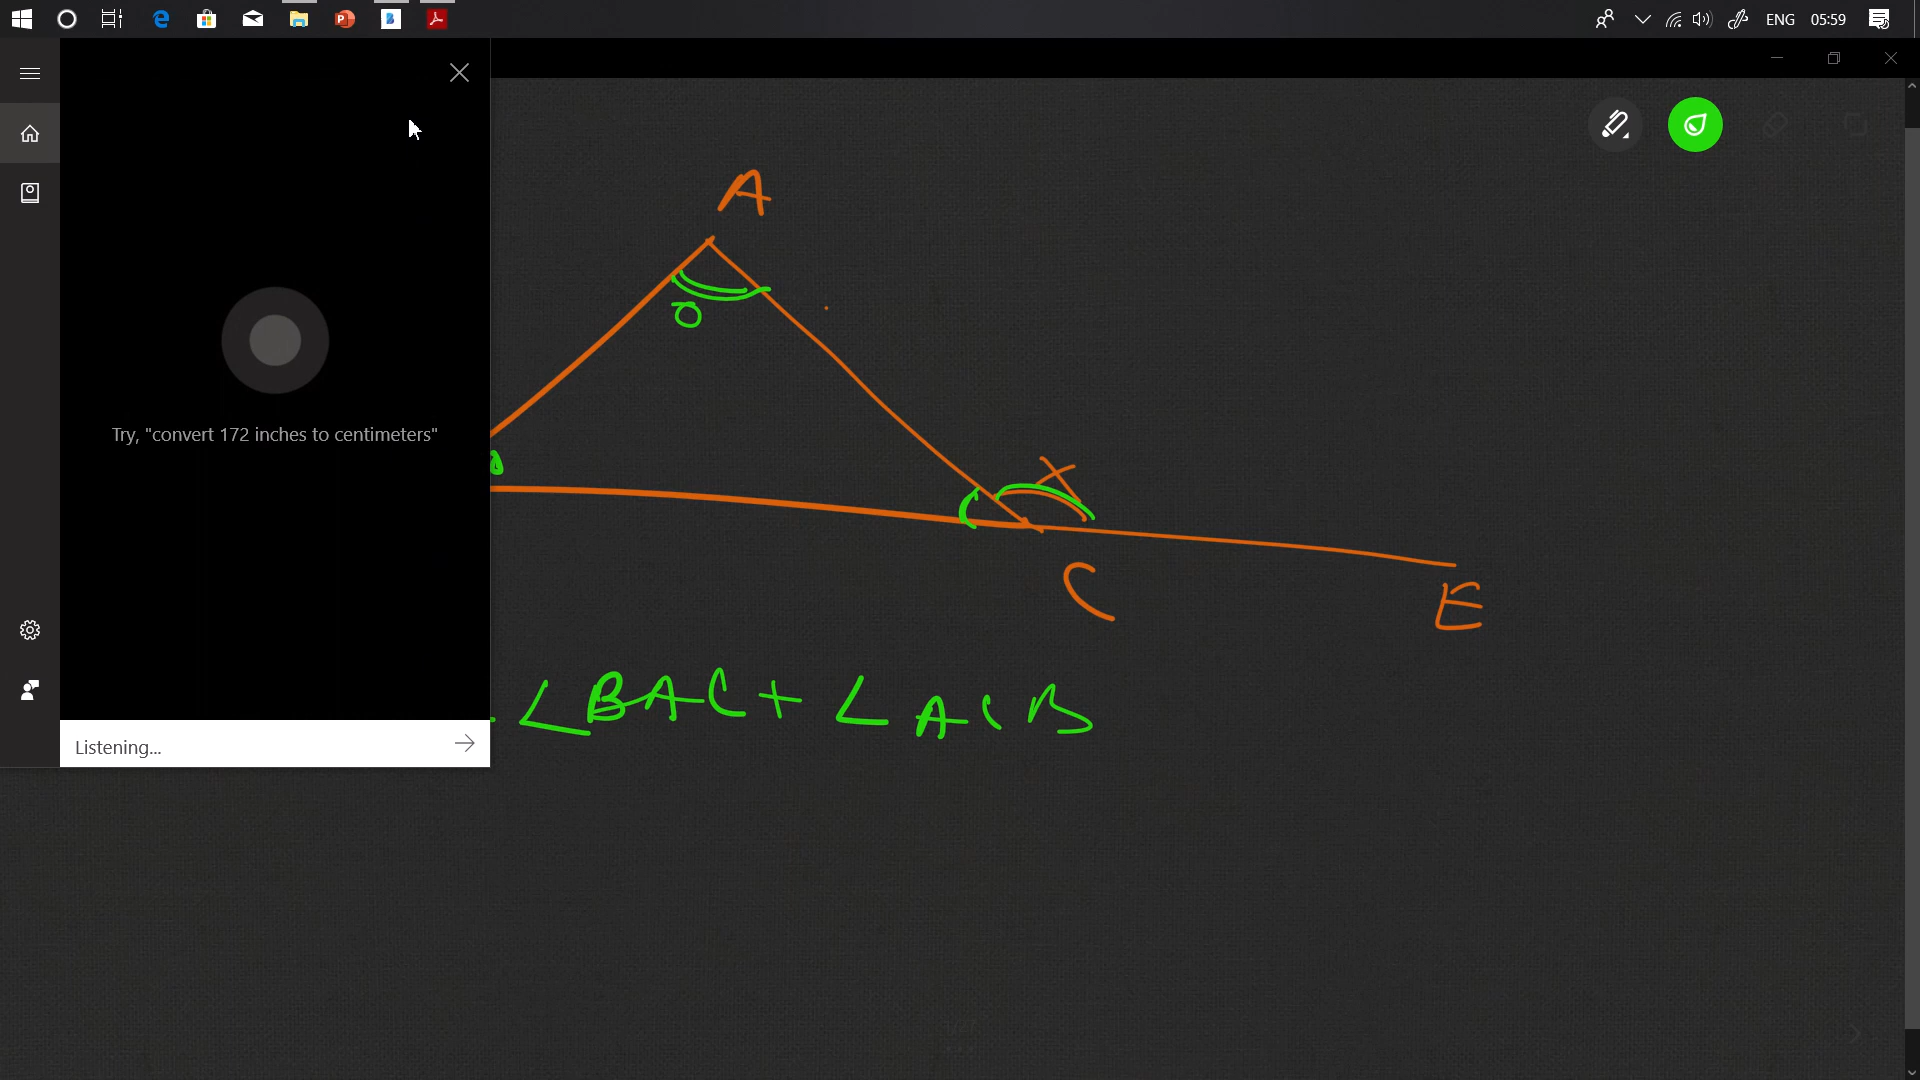 ENG 05:59
A
Try, "convert 172 inches to centimeters"
X
C
E
∠BAC + ∠ACB
Listening...